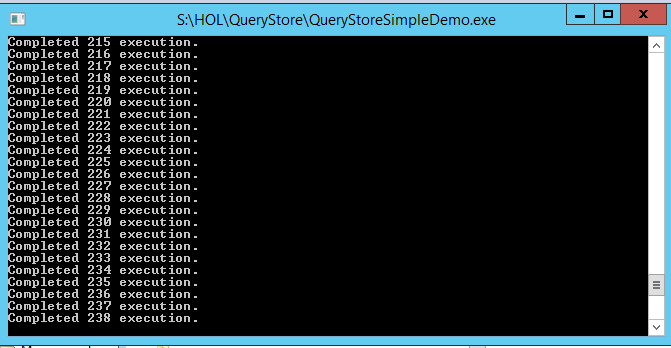 S:\HOL\QueryStore\QueryStoreSimpleDemo.exe
Completed 215 execution.
Completed 216 execution.
Completed 217 execution.
Completed 218 execution.
Completed 219 execution.
Completed 220 execution.
Completed 221 execution.
Completed 222 execution.
Completed 223 execution.
Completed 224 execution.
Completed 225 execution.
Completed 226 execution.
Completed 227 execution.
Completed 228 execution.
Completed 229 execution.
Completed 230 execution.
Completed 231 execution.
Completed 232 execution.
Completed 233 execution.
Completed 234 execution.
Completed 235 execution.
Completed 236 execution.
Completed 237 execution.
Completed 238 execution.